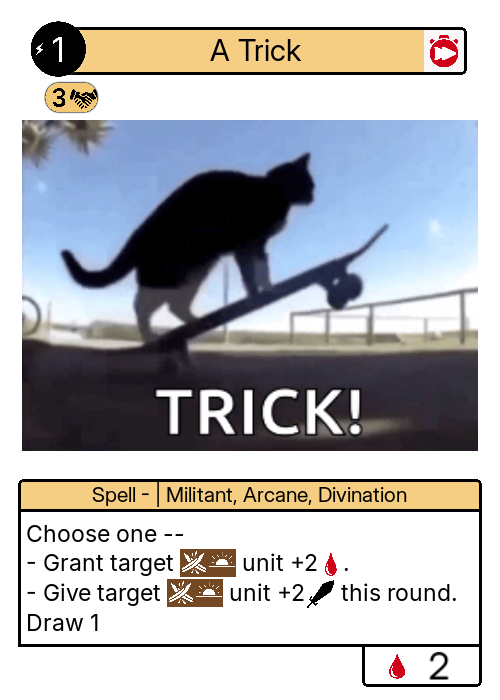 1
A Trick
3
TRICK!
Spell - | Militant, Arcane, Divination
Choose one --
- Grant target unit +2 .
- Give target unit +2 this round.
Draw 1
2